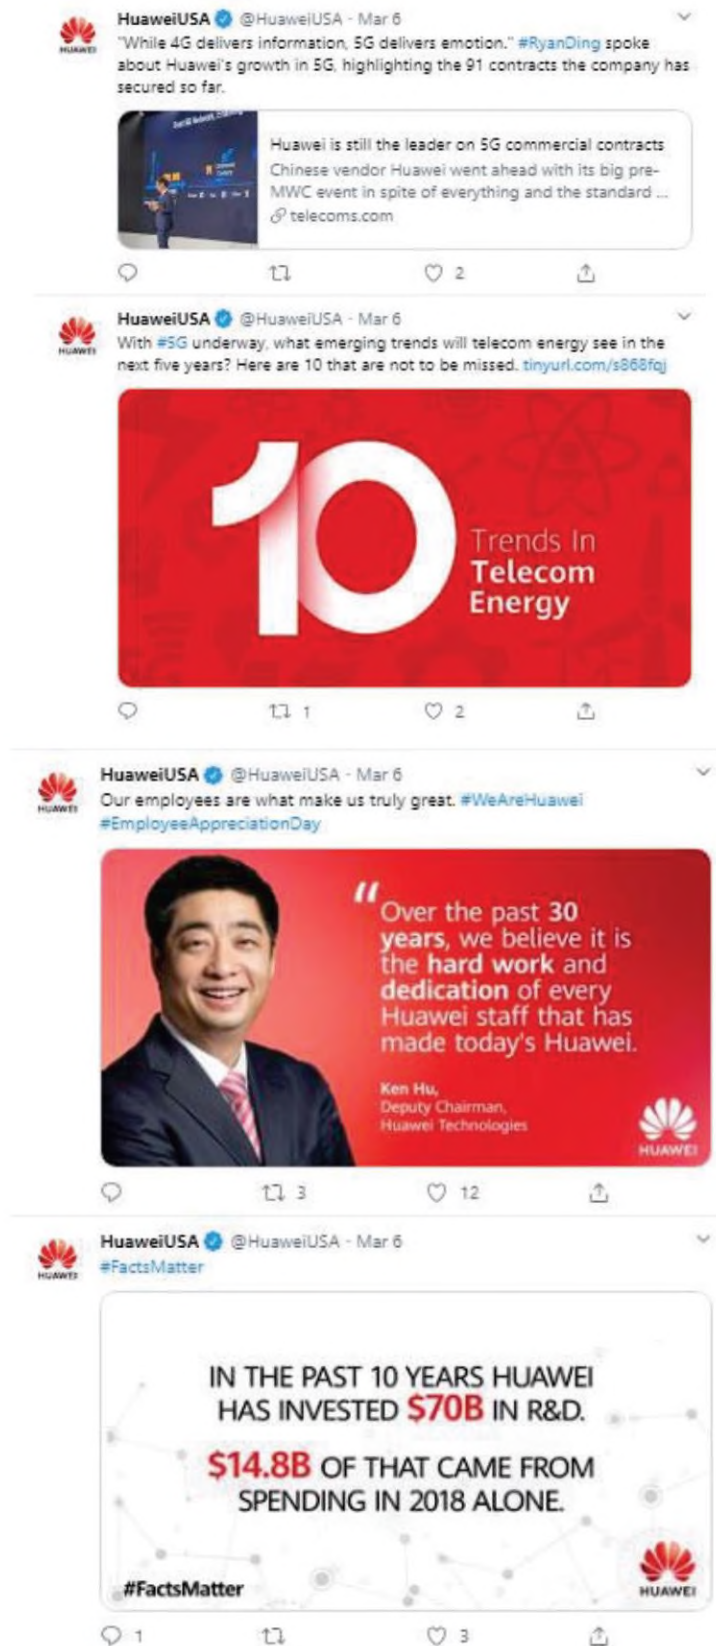 HuaweiUSA @HuaweiUSA · Mar 6
HUAWEI
"While 4G delivers information, 5G delivers emotion." #RyanDing spoke
about Huawei's growth in 5G, highlighting the 91 contracts the company has
secured so far.
Huawei is still the leader on 5G commercial contracts
Chinese vendor Huawei went ahead with its big pre-
MWC event in spite of everything and the standard ...
telecoms.com
2
HuaweiUSA @HuaweiUSA · Mar 6
HUAWEI
With #5G underway, what emerging trends will telecom energy see in the
next five years? Here are 10 that are not to be missed. tinyurl.com/s868fqj
10
Trends In
Telecom
Energy
1 2
HuaweiUSA @HuaweiUSA · Mar 6
HUAWEI
Our employees are what make us truly great. #WeAreHuawei
#EmployeeAppreciationDay
“Over the past 30
years, we believe it is
the hard work and
dedication of every
Huawei staff that has
made today's Huawei.
Ken Hu,
Deputy Chairman,
Huawei Technologies
HUAWEI
3 12
HuaweiUSA @HuaweiUSA · Mar 6
HUAWEI
#FactsMatter
IN THE PAST 10 YEARS HUAWEI
HAS INVESTED $70B IN R&D.
$14.8B OF THAT CAME FROM
SPENDING IN 2018 ALONE.
#FactsMatter
HUAWEI
1 3